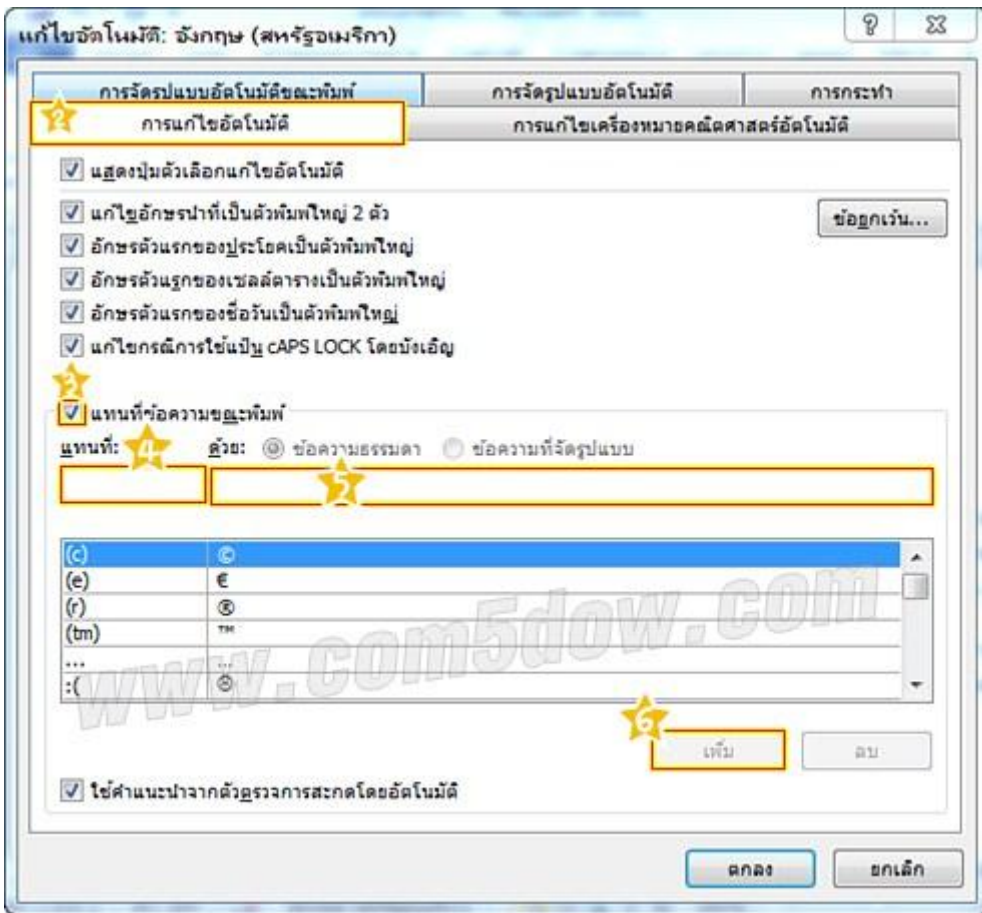 แก้ไขอัตโนมัติ: อังกฤษ (สหรัฐอเมริกา)
การจัดรูปแบบอัตโนมัติขณะพิมพ์ การจัดรูปแบบอัตโนมัติ การกระทำ
2 การแก้ไขอัตโนมัติ การแก้ไขเครื่องหมายคณิตศาสตร์อัตโนมัติ
แสดงปุ่มตัวเลือกแก้ไขอัตโนมัติ
แก้ไขอักษรนำที่เป็นตัวพิมพ์ใหญ่ 2 ตัว ข้อยกเว้น...
อักษรตัวแรกของประโยคเป็นตัวพิมพ์ใหญ่
อักษรตัวแรกของเซลล์ตารางเป็นตัวพิมพ์ใหญ่
อักษรตัวแรกของชื่อวันเป็นตัวพิมพ์ใหญ่
แก้ไขกรณีการใช้แป้น cAPS LOCK โดยบังเอิญ
3
แทนที่ข้อความขณะพิมพ์
แทนที่: 4 ด้วย: ข้อความธรรมดา ข้อความที่จัดรูปแบบ
5
(c) ©
(e) €
(r) ®
(tm) ™
... ...
:( ☹
www.com5dow.com
6
เพิ่ม ลบ
ใช้คำแนะนำจากตัวตรวจการสะกดโดยอัตโนมัติ
ตกลง ยกเลิก